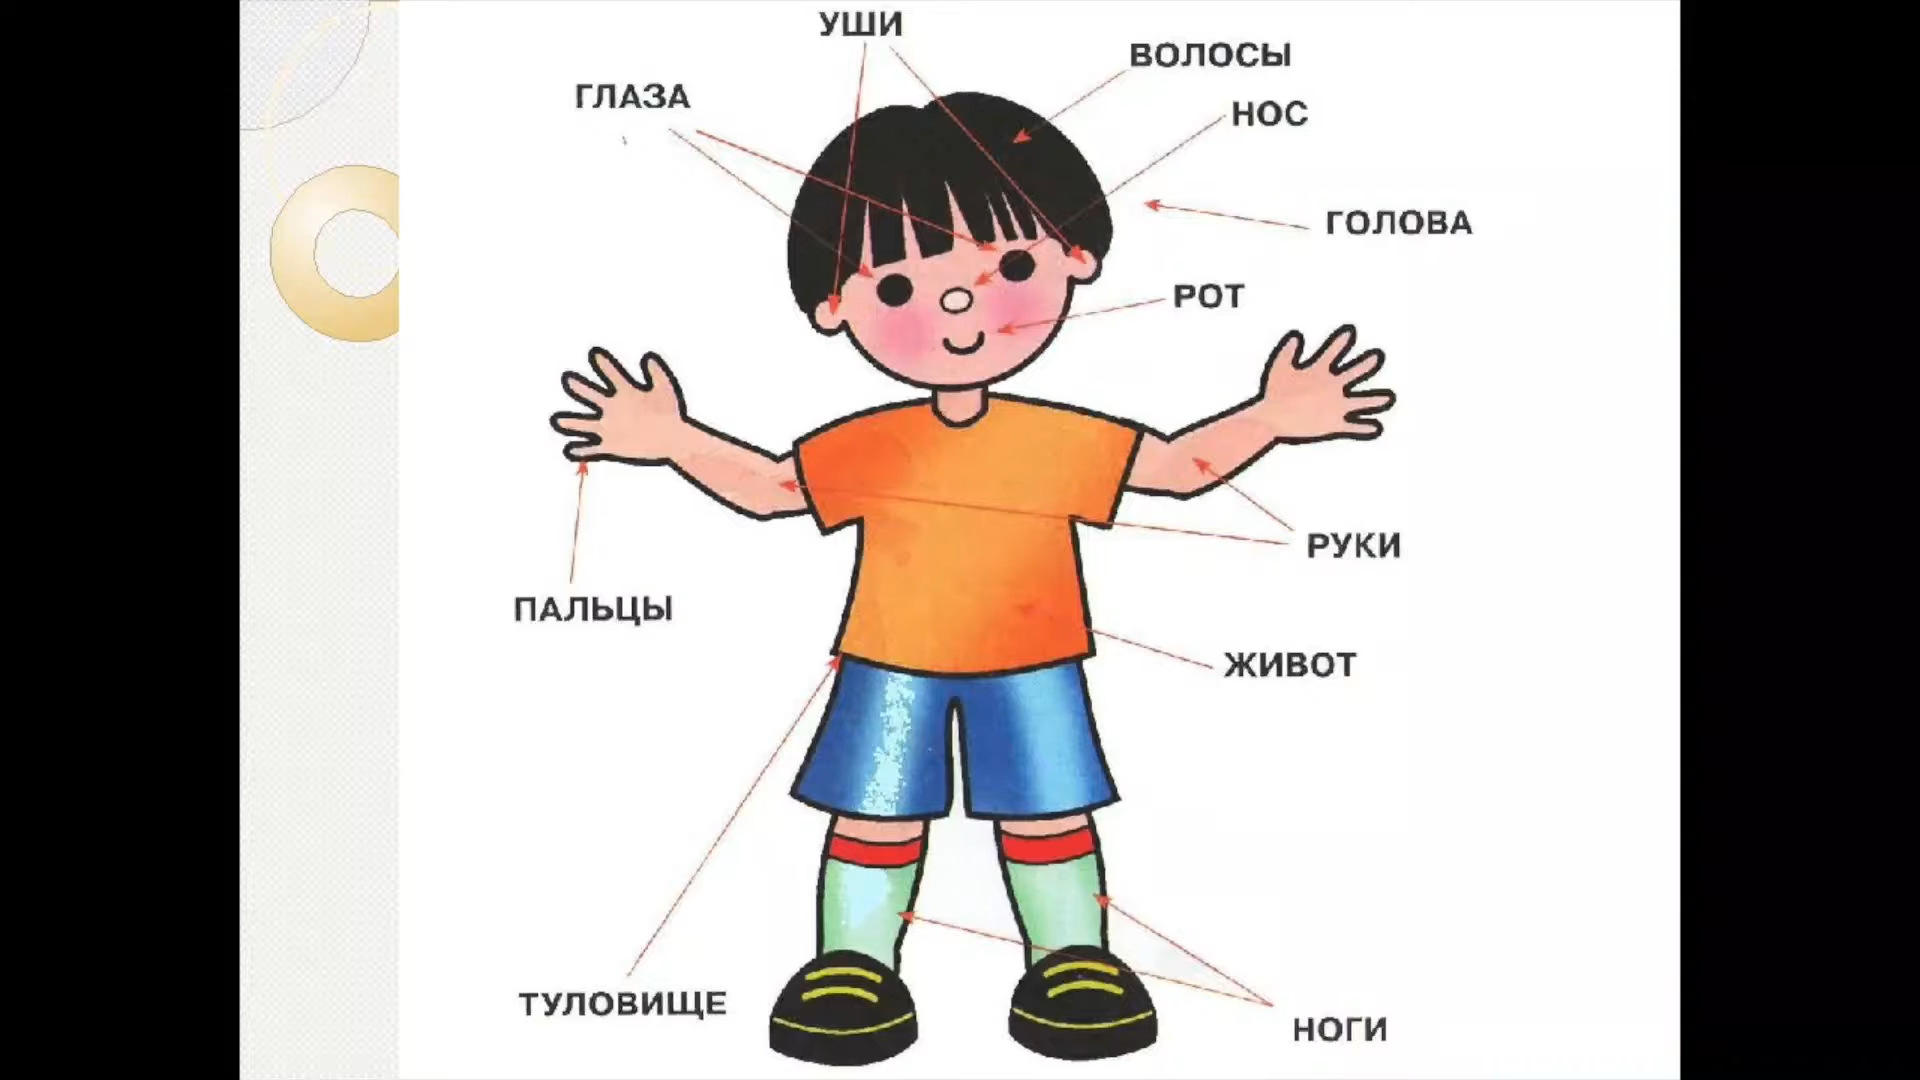 УШИ
ВОЛОСЫ
ГЛАЗА
НОС
ГОЛОВА
РОТ
РУКИ
ПАЛЬЦЫ
ЖИВОТ
ТУЛОВИЩЕ
НОГИ